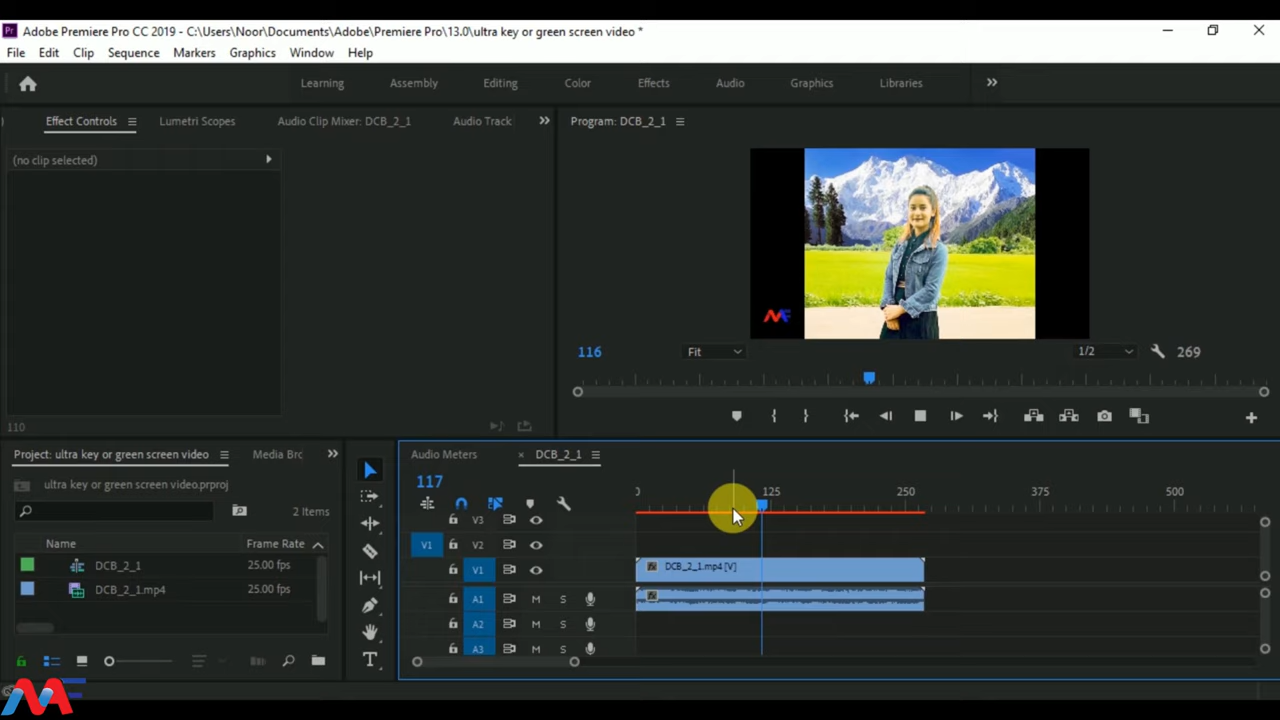 Pr Adobe Premiere Pro CC 2019 - C:\Users\Noor\Documents\Adobe\Premiere Pro\13.0\ultra key or green screen video *
File Edit Clip Sequence Markers Graphics Window Help
Learning Assembly Editing Color Effects Audio Graphics Libraries
Effect Controls Lumetri Scopes Audio Clip Mixer: DCB_2_1 Audio Track
Program: DCB_2_1
(no clip selected)
116 Fit 1/2 269
110
Project: ultra key or green screen video Media Brc
ultra key or green screen video.prproj
2 Items
Name Frame Rate
DCB_2_1 25.00 fps
DCB_2_1.mp4 25.00 fps
Audio Meters DCB_2_1
117
0 125 250 375 500
V3
V1 V2
V1 DCB_2_1.mp4 [V]
A1 M S
A2 M S
A3 M S